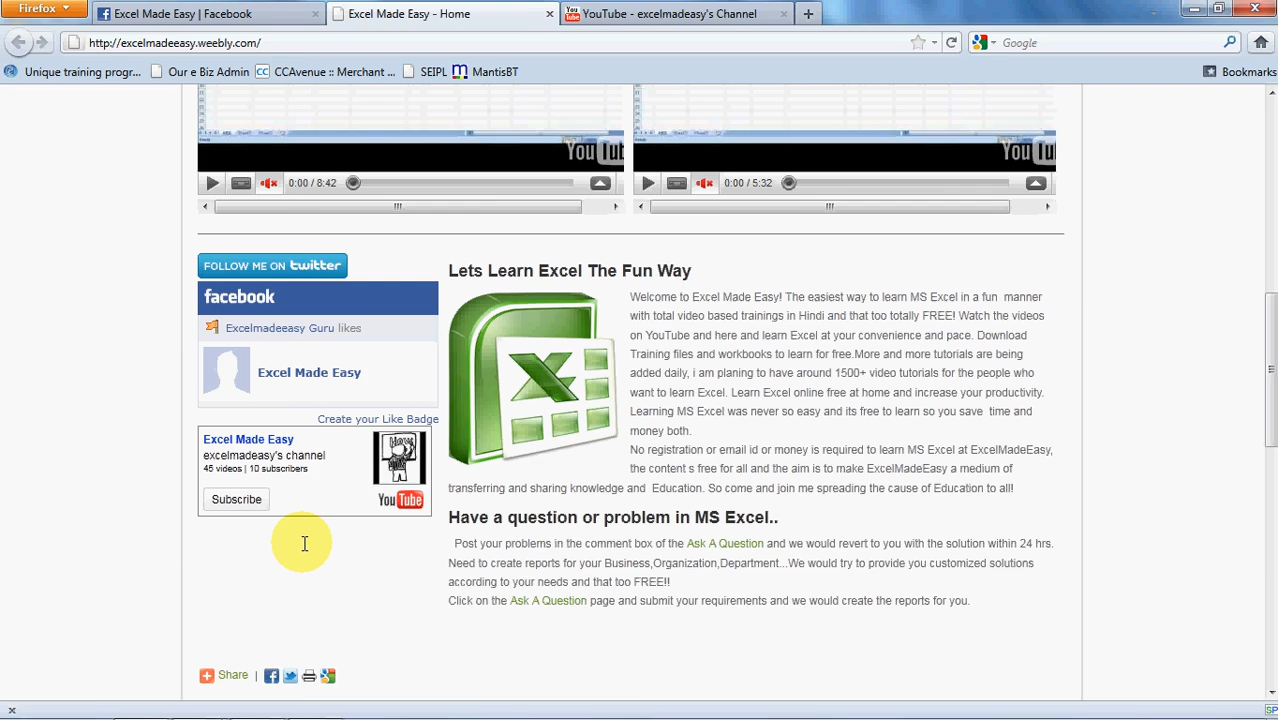 Firefox
Excel Made Easy | Facebook
Excel Made Easy - Home
YouTube - excelmadeasy's Channel
http://excelmadeeasy.weebly.com/
Google
Unique training progr...
Our e Biz Admin
CCAvenue :: Merchant ...
SEIPL
MantisBT
Bookmarks
0:00 / 8:42
0:00 / 5:32
FOLLOW ME ON twitter
facebook
Excelmadeeasy Guru likes
Excel Made Easy
Create your Like Badge
Excel Made Easy
excelmadeasy's channel
45 videos | 10 subscribers
Subscribe
YouTube
Lets Learn Excel The Fun Way
Welcome to Excel Made Easy! The easiest way to learn MS Excel in a fun manner
with total video based trainings in Hindi and that too totally FREE! Watch the videos
on YouTube and here and learn Excel at your convenience and pace. Download
Training files and workbooks to learn for free.More and more tutorials are being
added daily, i am planing to have around 1500+ video tutorials for the people who
want to learn Excel. Learn Excel online free at home and increase your productivity.
Learning MS Excel was never so easy and its free to learn so you save time and
money both.
No registration or email id or money is required to learn MS Excel at ExcelMadeEasy,
the content s free for all and the aim is to make ExcelMadeEasy a medium of
transferring and sharing knowledge and Education. So come and join me spreading the cause of Education to all!
Have a question or problem in MS Excel..
Post your problems in the comment box of the Ask A Question and we would revert to you with the solution within 24 hrs.
Need to create reports for your Business,Organization,Department...We would try to provide you customized solutions
according to your needs and that too FREE!!
Click on the Ask A Question page and submit your requirements and we would create the reports for you.
Share |